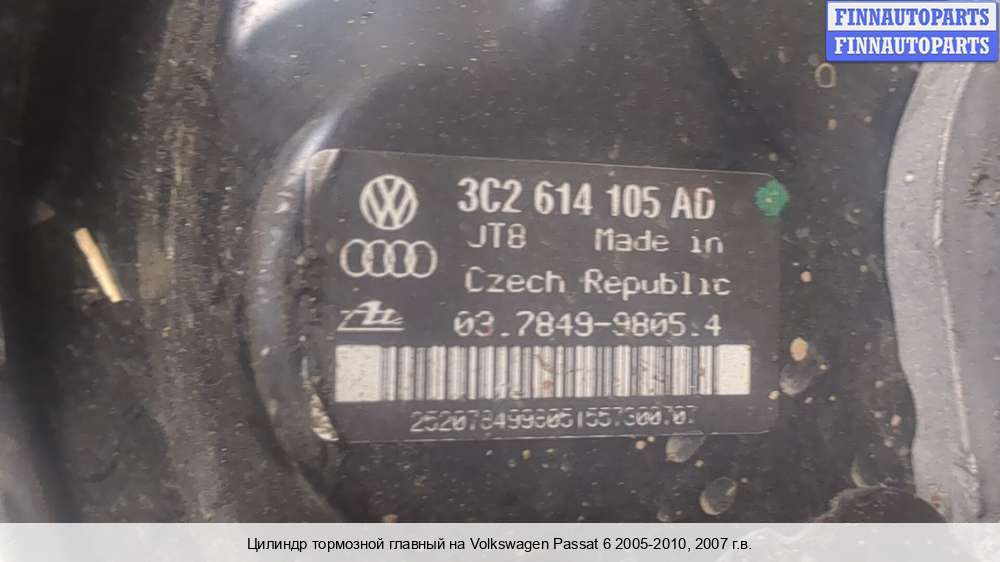 FINNAUTOPARTS
FINNAUTOPARTS
3C2 614 105 AD
JT8 Made in
Czech Republic
03.7849-9805.4
Цилиндр тормозной главный на Volkswagen Passat 6 2005-2010, 2007 г.в.